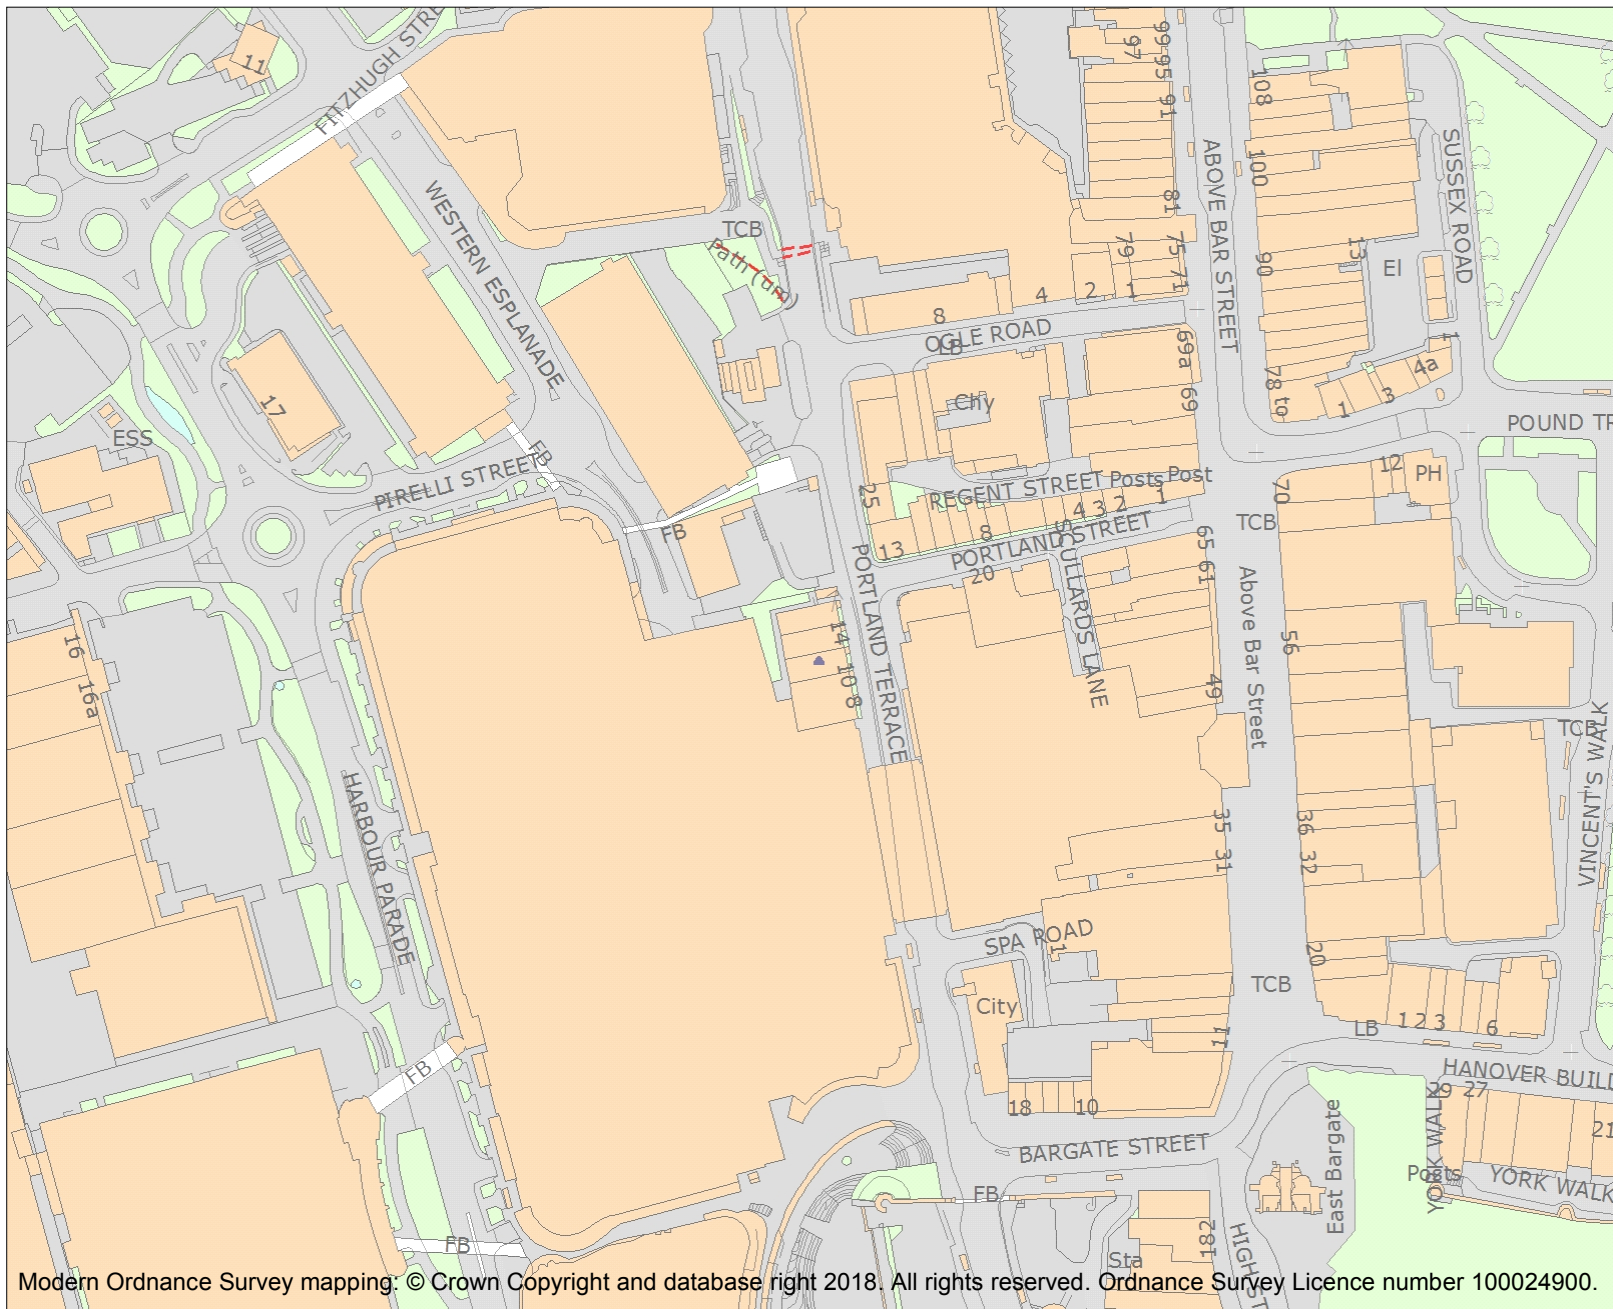 FITZHUGH STRE
11
WESTERN ESPLANADE
TCB
Path (um)
97
9995
91
81
79
75
71
108
100
90
13
El
ABOVE BAR STREET
SUSSEX ROAD
8
4
2
1
OGLE ROAD
LB
69a
69
78 to
1
3
4a
1
POUND TR
17
ESS
FB
PIRELLI STREET
Chy
25
REGENT STREET
Posts
Post
12
PH
70
TCB
FB
13
8
4
3
2
1
PORTLAND STREET
20
SCULLARDS LANE
65
61
Above Bar Street
56
49
PORTLAND TERRACE
14
10
8
16
16a
HARBOUR PARADE
TCB
VINCENT'S WALK
35
31
36
32
20
SPA ROAD
1
City
TCB
11
LB
1
2
3
6
HANOVER BUILD
29
27
21
18
10
BARGATE STREET
East Bargate
YORK WALK
Posts
YORK WALK
FB
FB
FB
Sta
182
181
HIGH ST
Modern Ordnance Survey mapping: © Crown Copyright and database right 2018. All rights reserved. Ordnance Survey Licence number 100024900.